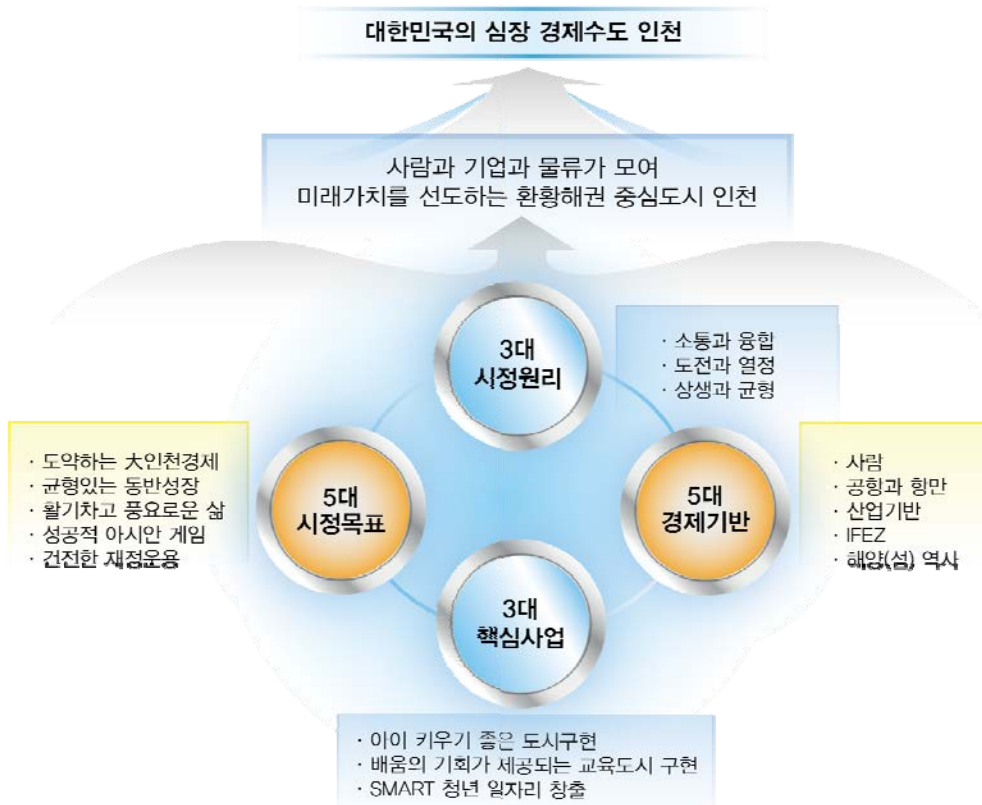 대한민국의 심장 경제수도 인천
사람과 기업과 물류가 모여
미래가치를 선도하는 환황해권 중심도시 인천
3대
시정원리
· 소통과 융합
· 도전과 열정
· 상생과 균형
5대
시정목표
· 도약하는 大인천경제
· 균형있는 동반성장
· 활기차고 풍요로운 삶
· 성공적 아시안 게임
· 건전한 재정운용
5대
경제기반
· 사람
· 공항과 항만
· 산업기반
· IFEZ
· 해양(섬) 역사
3대
핵심사업
· 아이 키우기 좋은 도시구현
· 배움의 기회가 제공되는 교육도시 구현
· SMART 청년 일자리 창출